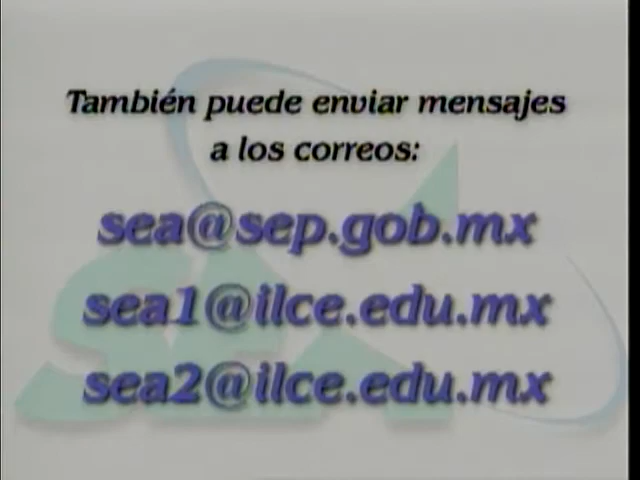 También puede enviar mensajes
a los correos:
sea@sep.gob.mx
sea1@ilce.edu.mx
sea2@ilce.edu.mx